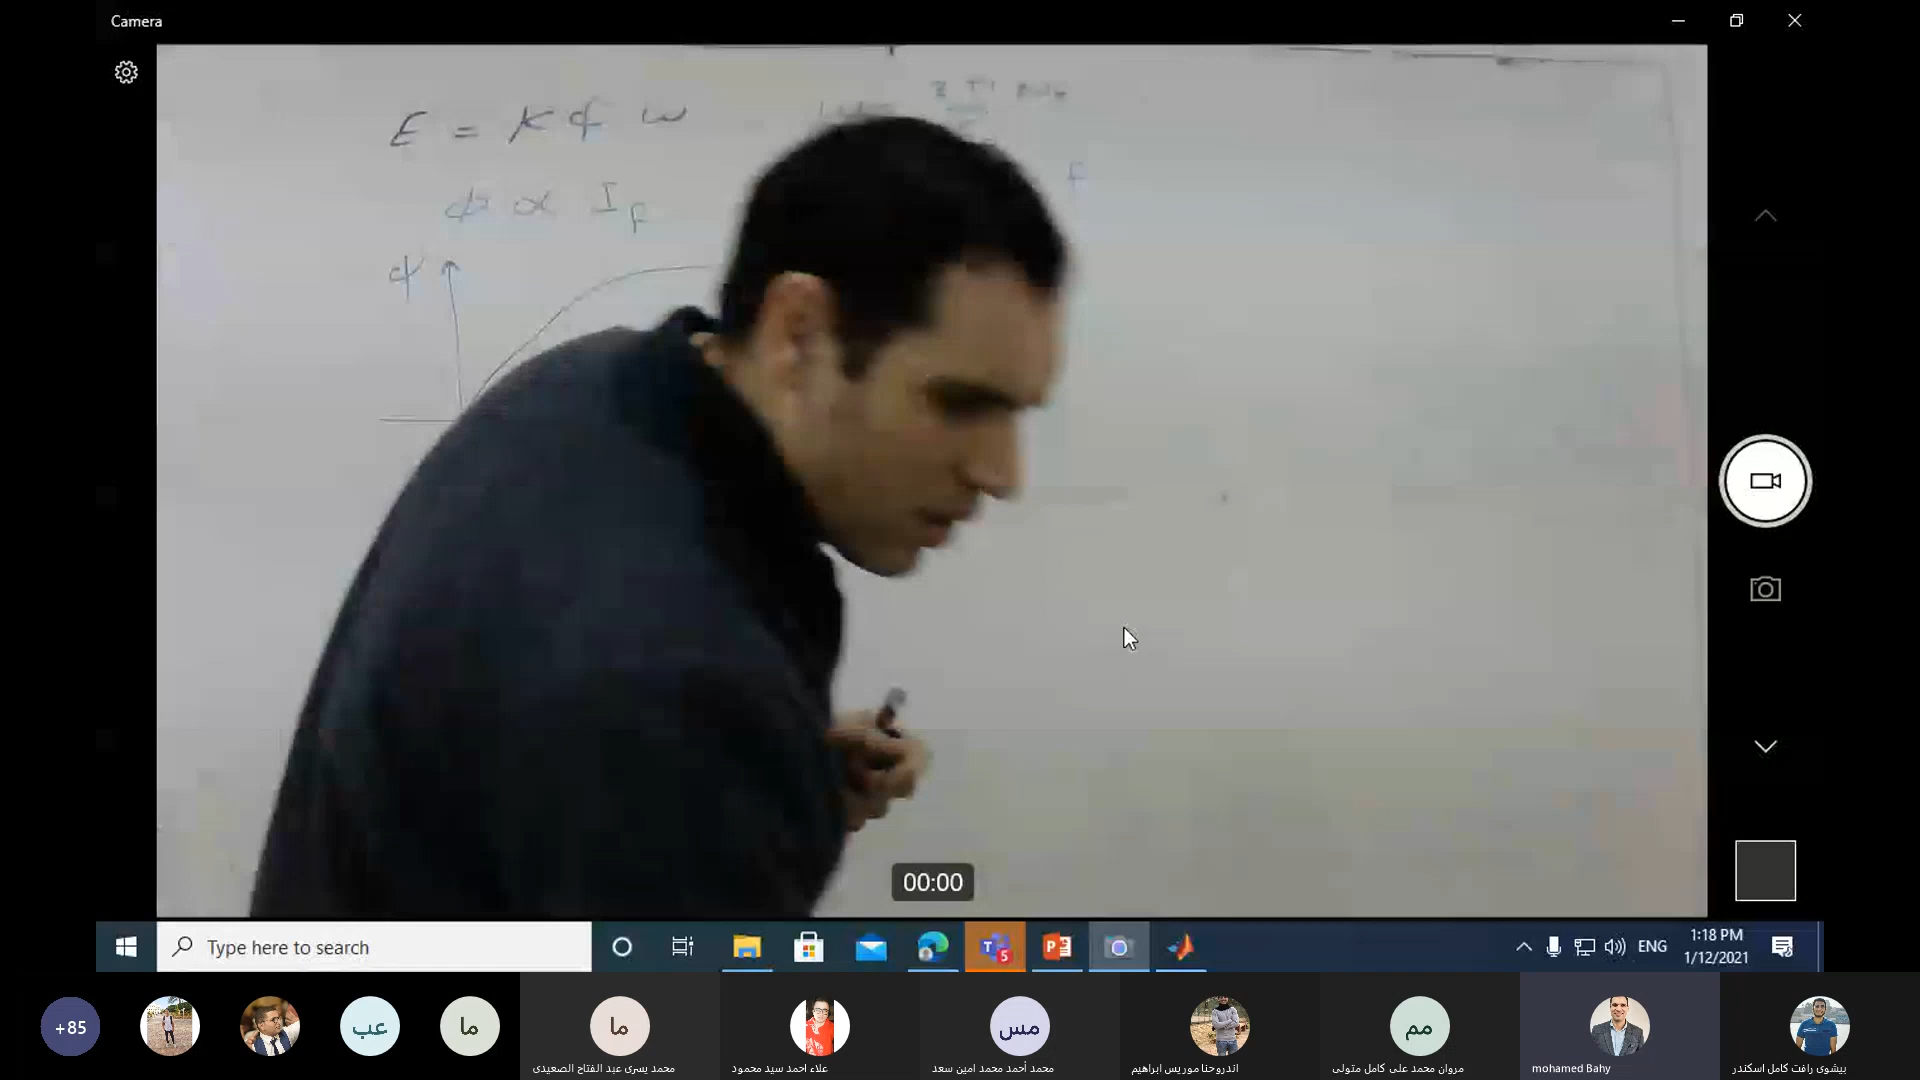 Camera
E = K ϕ ω
ϕ ∝ I_F
ϕ
F
00:00
Type here to search
5
ENG
1:18 PM
1/12/2021
+85
عب
ما
ما
مس
مم
محمد يسرى عبد الفتاح الصعيدى
علاء احمد سيد محمود
محمد أحمد محمد امين سعد
اندروحنا موريس ابراهيم
مروان محمد على كامل متولى
mohamed Bahy
بيشوى رافت كامل اسكندر